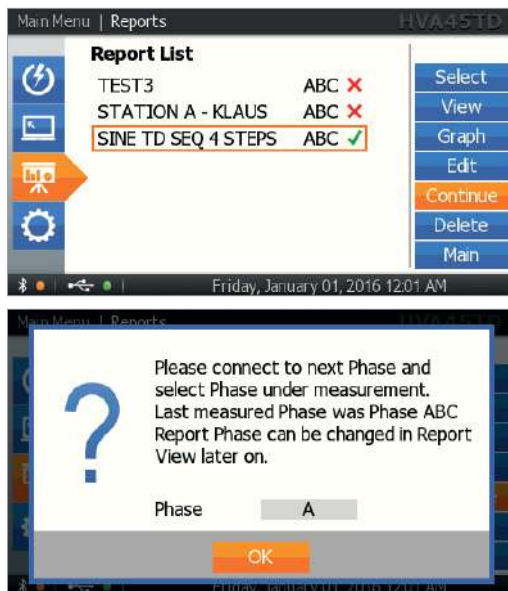 Main Menu | Reports HVA45TD
Report List
TEST3 ABC ✗
STATION A - KLAUS ABC ✗
SINE TD SEQ 4 STEPS ABC ✓
Select
View
Graph
Edit
Continue
Delete
Main
Friday, January 01, 2016 12:01 AM
Main Menu | Reports HVA45TD
Please connect to next Phase and
select Phase under measurement.
Last measured Phase was Phase ABC
Report Phase can be changed in Report
View later on.
Phase A
OK
Friday, January 01, 2016 12:01 AM